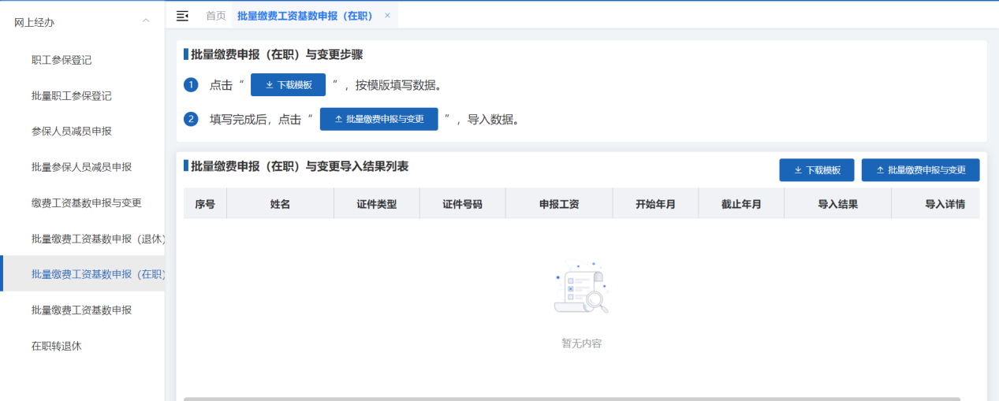 网上经办
职工参保登记
批量职工参保登记
参保人员减员申报
批量参保人员减员申报
缴费工资基数申报与变更
批量缴费工资基数申报（退休）
批量缴费工资基数申报（在职）
批量缴费工资基数申报
在职转退休
首页 批量缴费工资基数申报（在职） ×
批量缴费申报（在职）与变更步骤
1 点击“ 下载模板 ”，按模版填写数据。
2 填写完成后，点击“ 批量缴费申报与变更 ”，导入数据。
批量缴费申报（在职）与变更导入结果列表
下载模板 批量缴费申报与变更
序号 姓名 证件类型 证件号码 申报工资 开始年月 截止年月 导入结果 导入详情
暂无内容